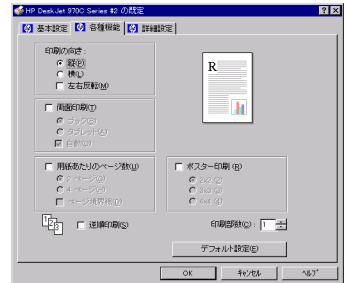 HP DeskJet 970C Series #2 の既定
基本設定 各種機能 詳細設定
印刷の向き:
縦(P)
横(L)
左右反転(M)
R
両面印刷(T)
ブック(B)
タブレット(A)
自動(O)
用紙あたりのページ数(U)
2 ページ(G)
4 ページ(H)
ページ境界線(D)
ポスター印刷 (R)
2x2 (2)
3x3 (3)
4x4 (4)
1
2
3
逆順印刷(S)
印刷部数(C): 1
デフォルト設定(E)
OK キャンセル ヘルプ